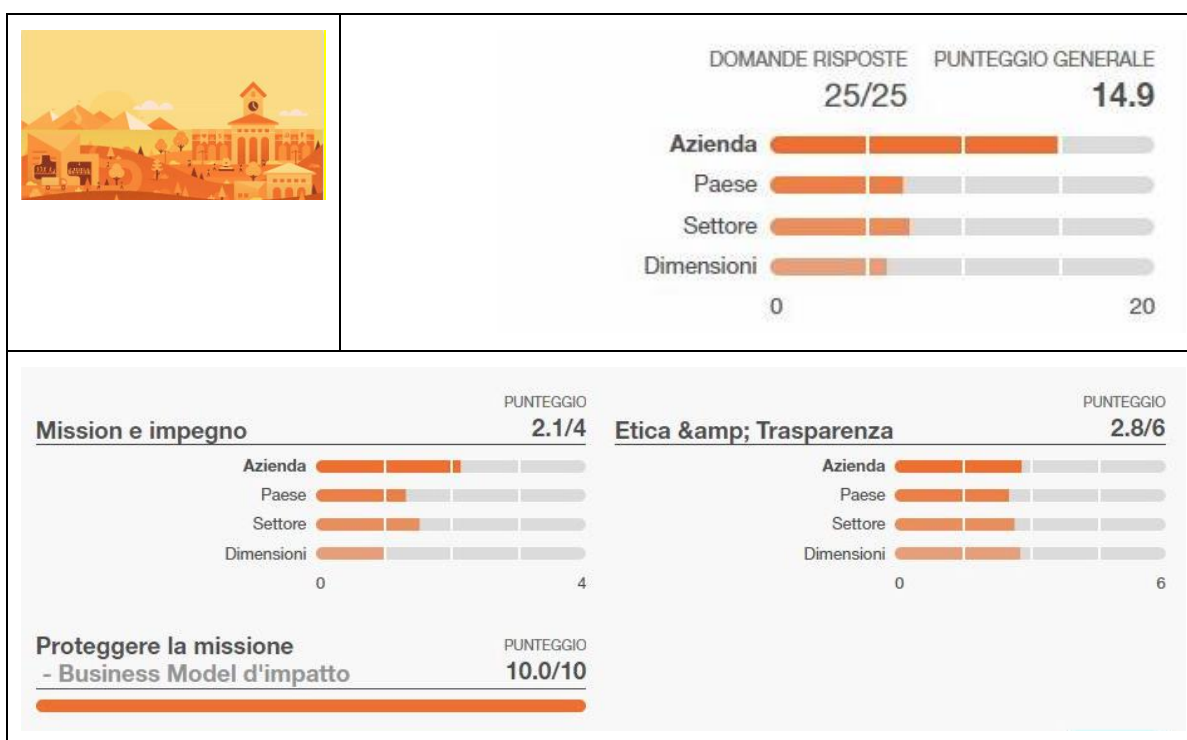 DOMANDE RISPOSTE PUNTEGGIO GENERALE
25/25 14.9
Azienda
Paese
Settore
Dimensioni
0 20
PUNTEGGIO
Mission e impegno 2.1/4
Azienda
Paese
Settore
Dimensioni
0 4
PUNTEGGIO
Etica &amp; Trasparenza 2.8/6
Azienda
Paese
Settore
Dimensioni
0 6
Proteggere la missione PUNTEGGIO
- Business Model d'impatto 10.0/10